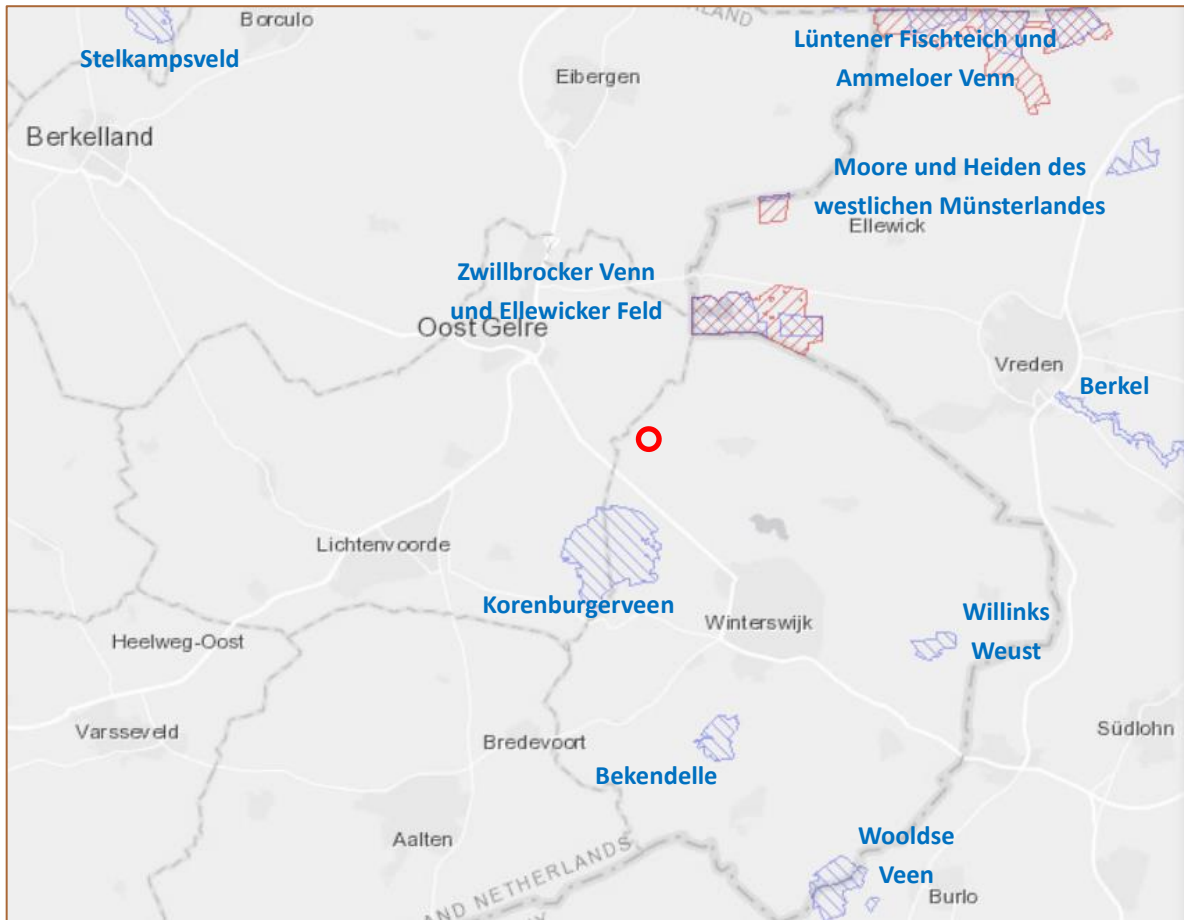 Borculo
RLAND
Stelkampsveld
Lüntener Fischteich und
Ammeloer Venn
Eibergen
Berkelland
Moore und Heiden des
westlichen Münsterlandes
Ellewick
Zwillbrocker Venn
und Ellewicker Feld
Oost Gelre
Vreden
Berkel
Lichtenvoorde
Korenburgerveen
Winterswijk
Willinks
Weust
Heelweg-Oost
Varsseveld
Bredevoort
Südlohn
Bekendelle
Aalten
Wooldse
Veen
Burlo
AND NETHERLANDS